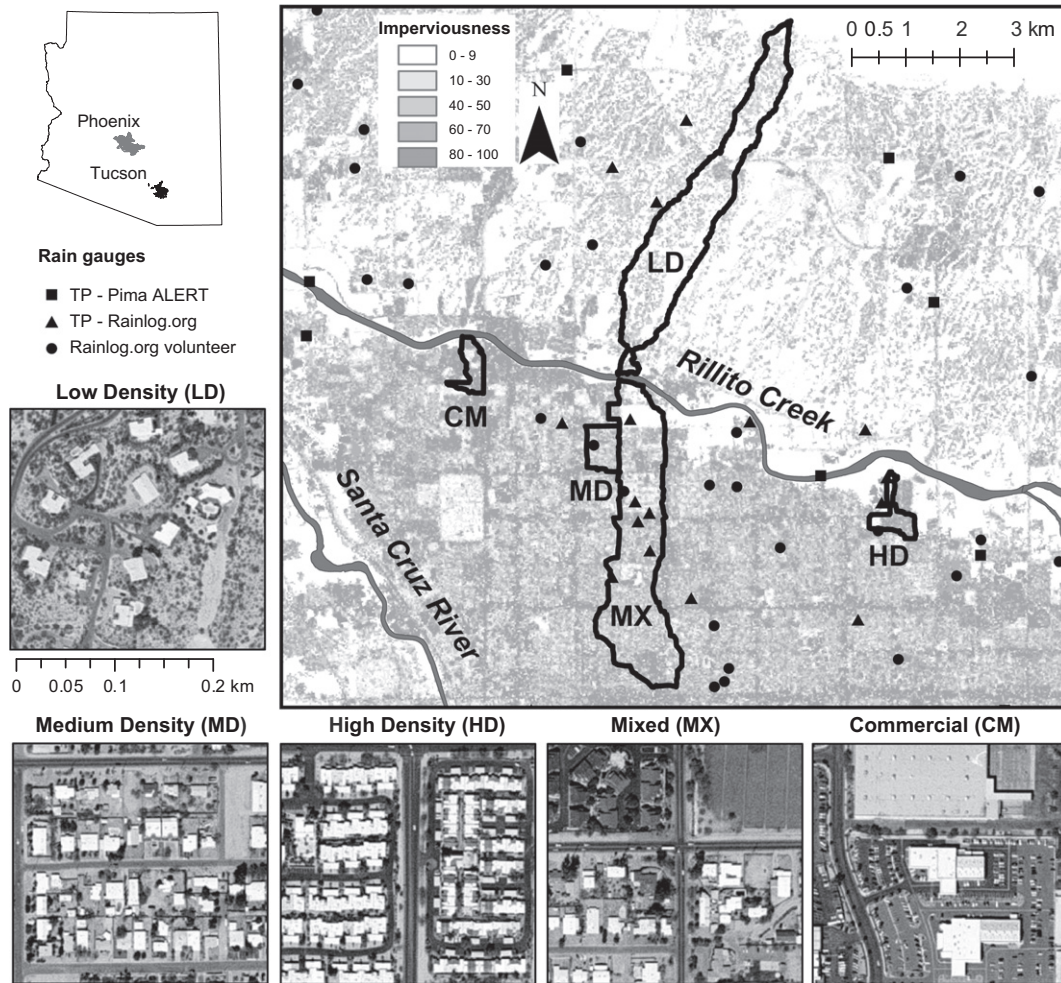 Phoenix
Tucson
Rain gauges
TP - Pima ALERT
TP - Rainlog.org
Rainlog.org volunteer
Imperviousness
0 - 9
10 - 30
40 - 50
60 - 70
80 - 100
N
0 0.5 1 2 3 km
LD
Rillito Creek
CM
MD
HD
Santa Cruz River
MX
Low Density (LD)
0 0.05 0.1 0.2 km
Medium Density (MD)
High Density (HD)
Mixed (MX)
Commercial (CM)